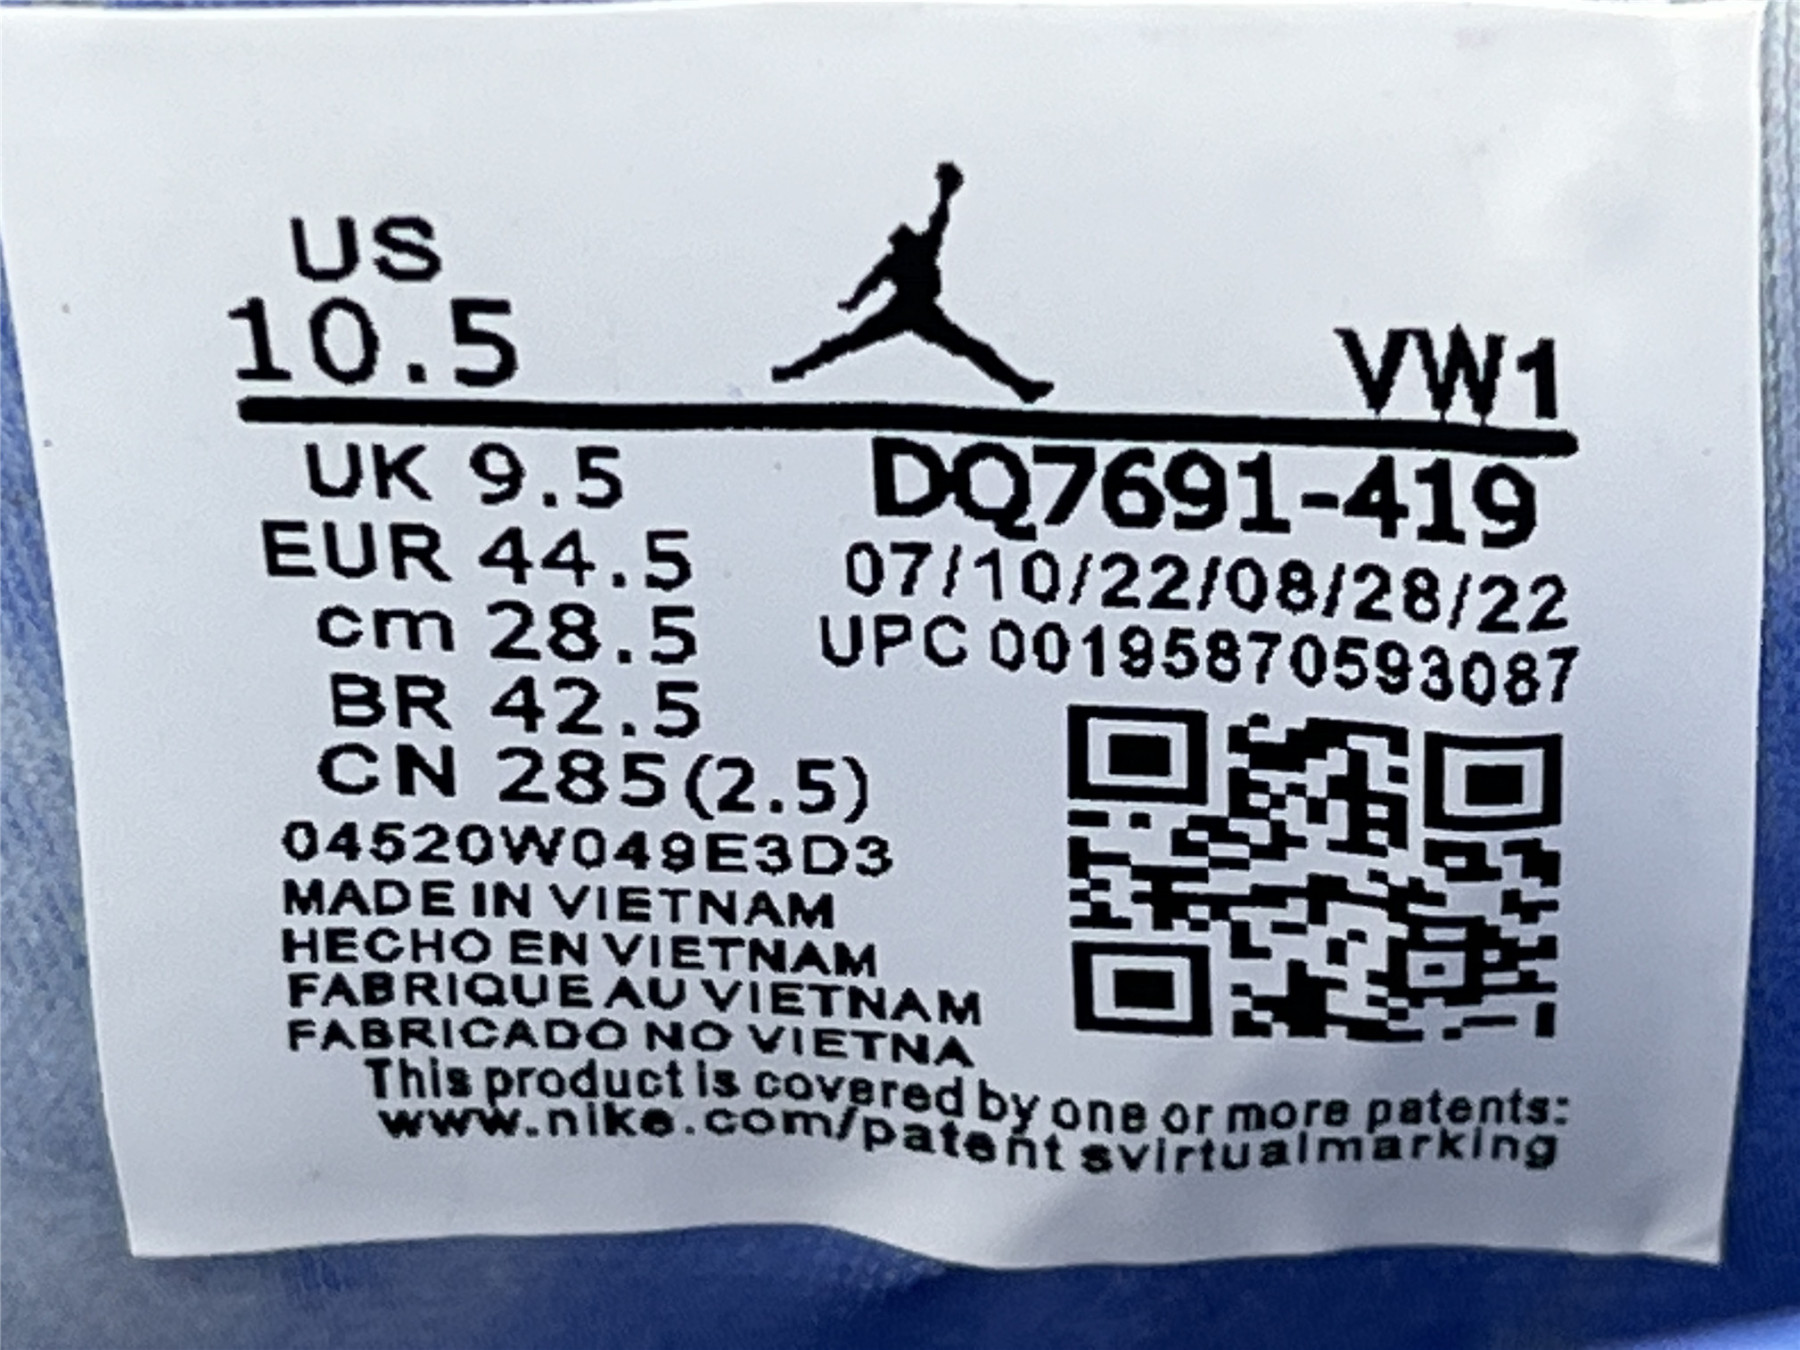 US
10.5
VW1
UK 9.5
EUR 44.5
cm 28.5
BR 42.5
CN 285(2.5)
DQ7691-419
07/10/22/08/28/22
UPC 00195870593087
04520W049E3D3
MADE IN VIETNAM
HECHO EN VIETNAM
FABRIQUE AU VIETNAM
FABRICADO NO VIETNA
This product is covered by one or more patents:
www.nike.com/patent svirtualmarking